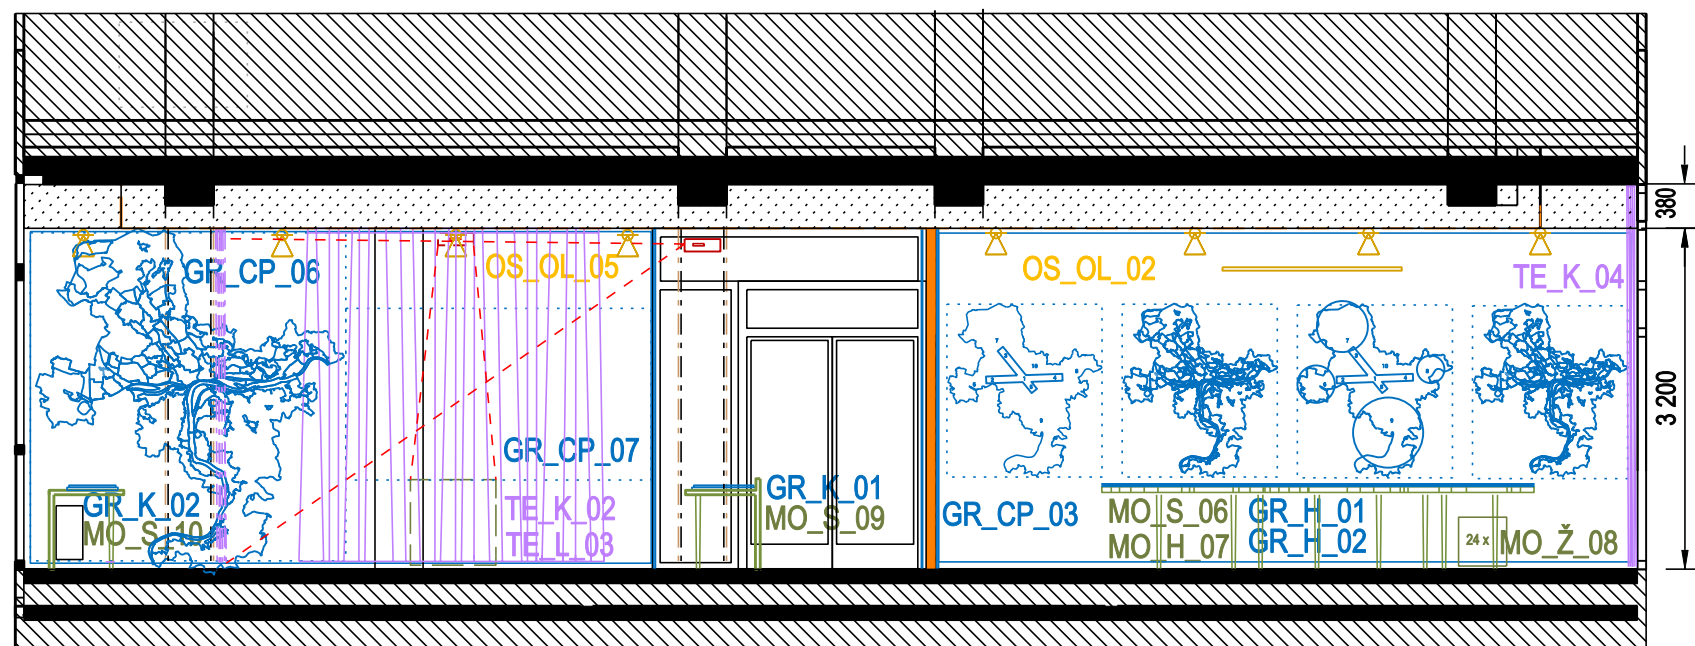 380
GR_CP_06
OS_OL_05
OS_OL_02
TE_K_04
3 200
GR_CP_07
GR_K_02
MO_S_10
TE_K_02
TE_L_03
GR_K_01
MO_S_09
GR_CP_03
MO_S_06
GR_H_01
MO_H_07
GR_H_02
24 x
MO_Ž_08